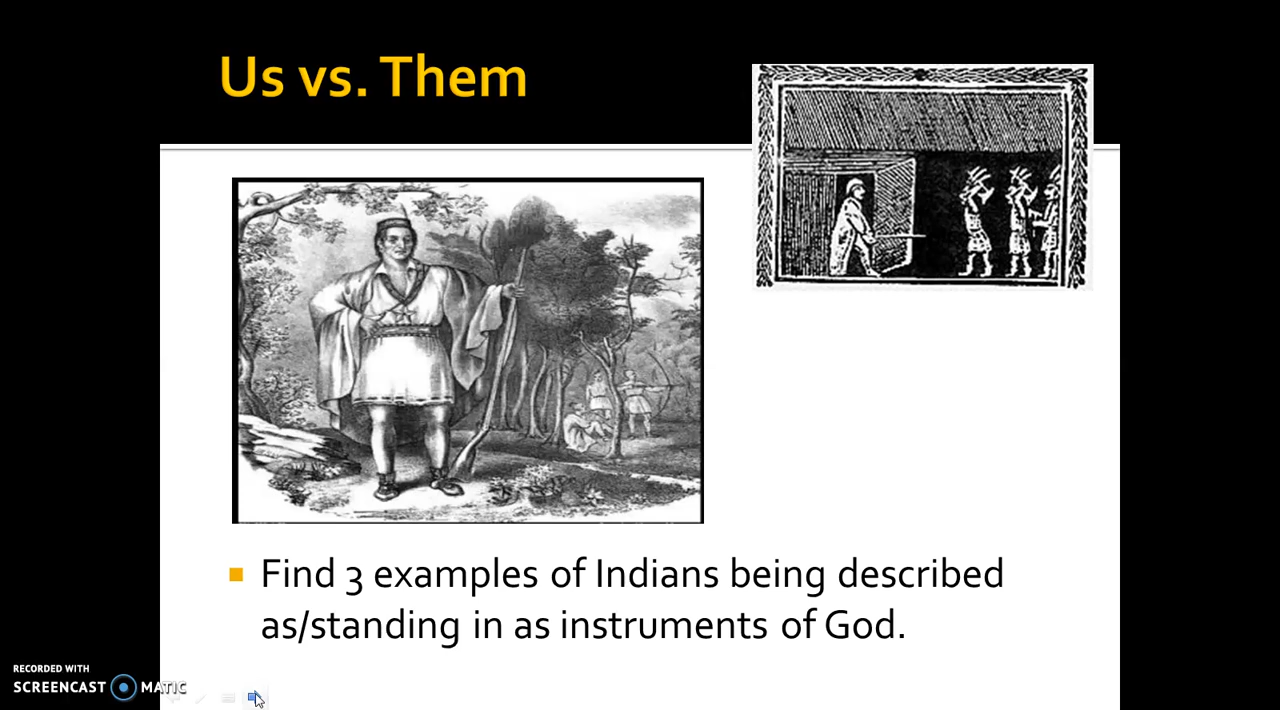 Us vs. Them
Find 3 examples of Indians being described
as/standing in as instruments of God.
RECORDED WITH
SCREENCAST MATIC